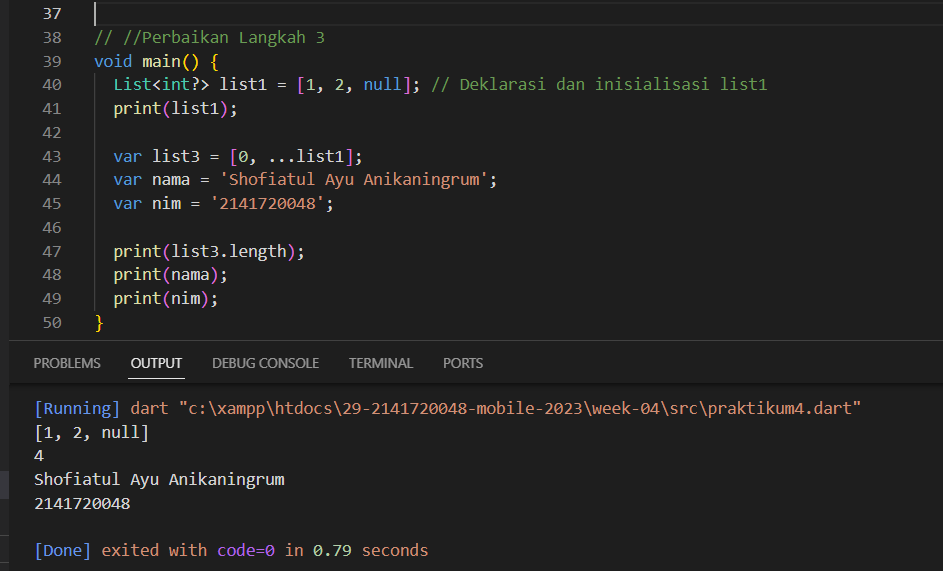 37
38 // //Perbaikan Langkah 3
39 void main() {
40 List<int?> list1 = [1, 2, null]; // Deklarasi dan inisialisasi list1
41 print(list1);
42
43 var list3 = [0, ...list1];
44 var nama = 'Shofiatul Ayu Anikaningrum';
45 var nim = '2141720048';
46
47 print(list3.length);
48 print(nama);
49 print(nim);
50 }
PROBLEMS OUTPUT DEBUG CONSOLE TERMINAL PORTS
[Running] dart "c:\xampp\htdocs\29-2141720048-mobile-2023\week-04\src\praktikum4.dart"
[1, 2, null]
4
Shofiatul Ayu Anikaningrum
2141720048
[Done] exited with code=0 in 0.79 seconds